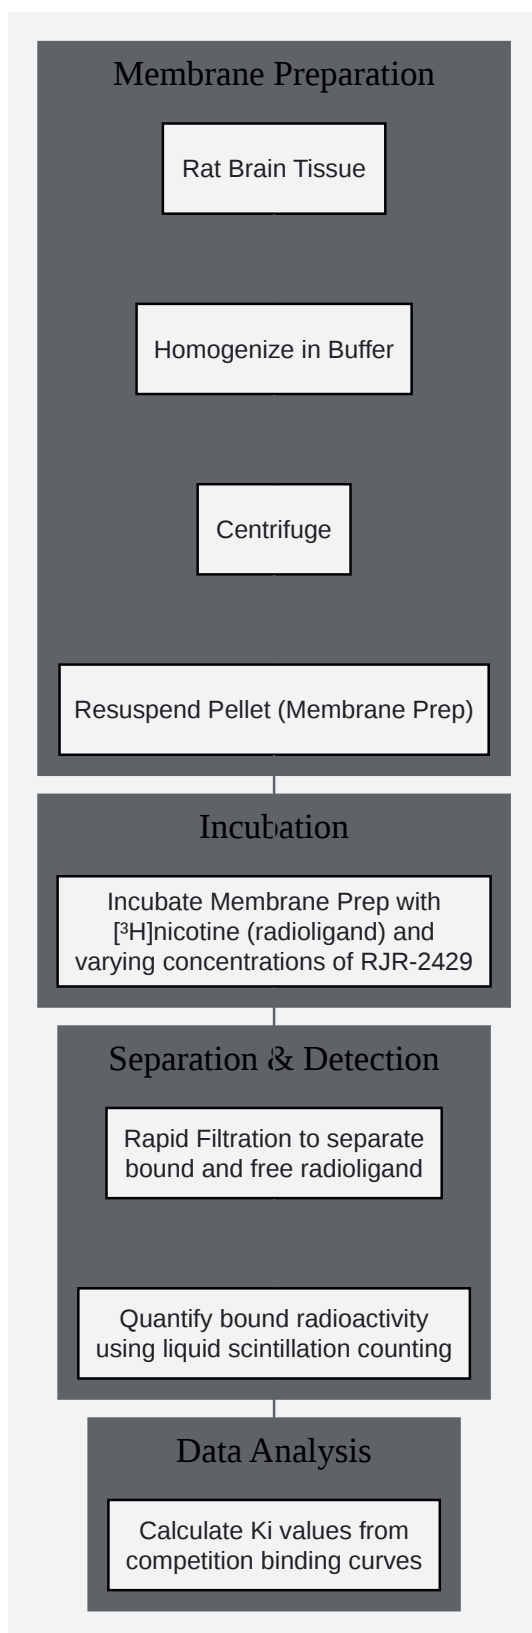 Membrane Preparation
Rat Brain Tissue
Homogenize in Buffer
Centrifuge
Resuspend Pellet (Membrane Prep)
Incubation
Incubate Membrane Prep with
[³H]nicotine (radioligand) and
varying concentrations of RJR-2429
Separation & Detection
Rapid Filtration to separate
bound and free radioligand
Quantify bound radioactivity
using liquid scintillation counting
Data Analysis
Calculate Ki values from
competition binding curves